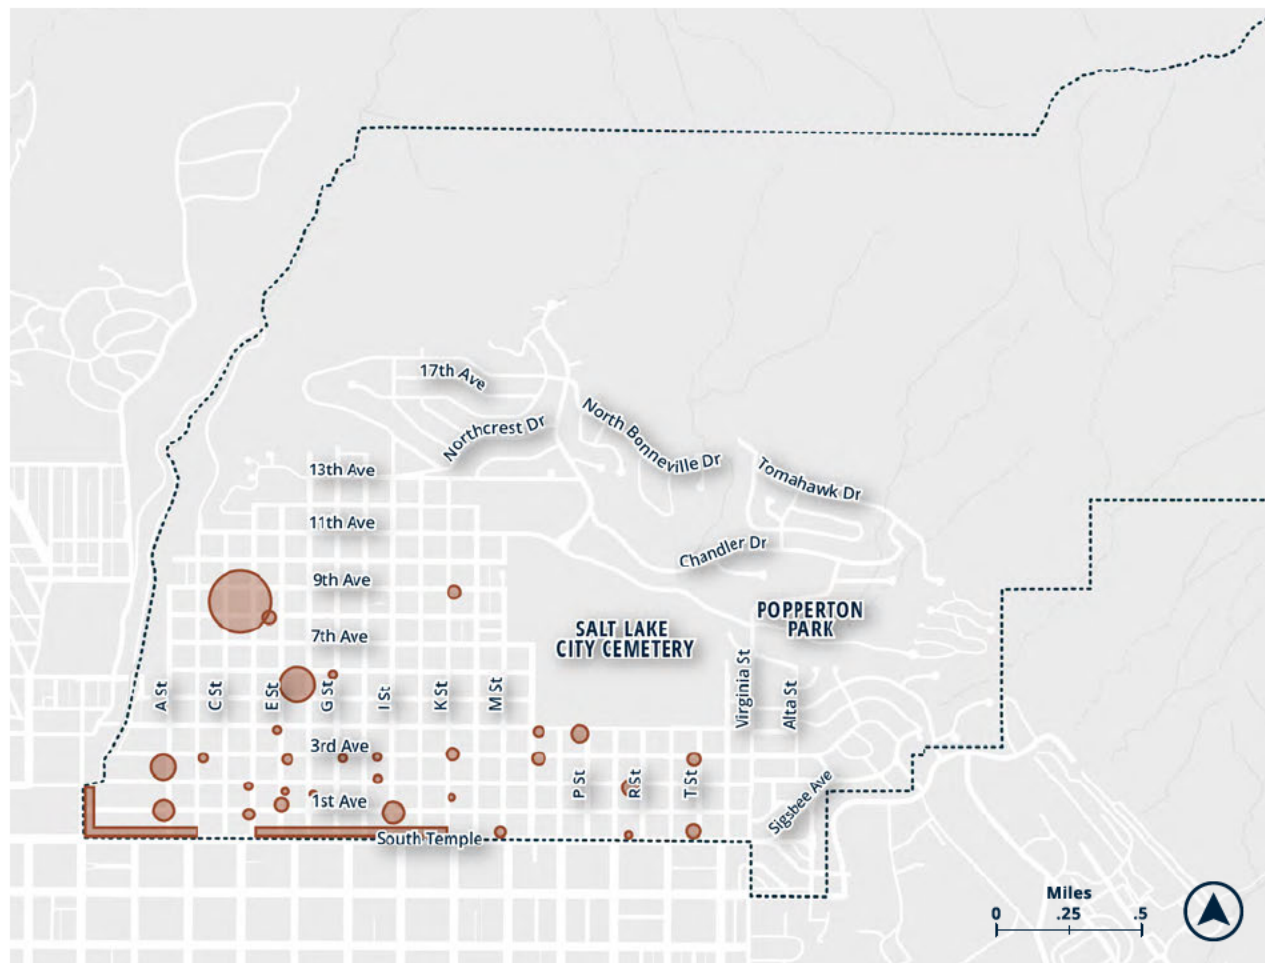 17th Ave
Northcrest Dr
North Bonneville Dr
Tomahawk Dr
13th Ave
11th Ave
Chandler Dr
9th Ave
POPPERTON
PARK
SALT LAKE
CITY CEMETERY
7th Ave
A St
C St
E St
G St
I St
K St
M St
Virginia St
Alta St
3rd Ave
P St
R St
T St
1st Ave
Sigsbee Ave
South Temple
Miles
0 .25 .5